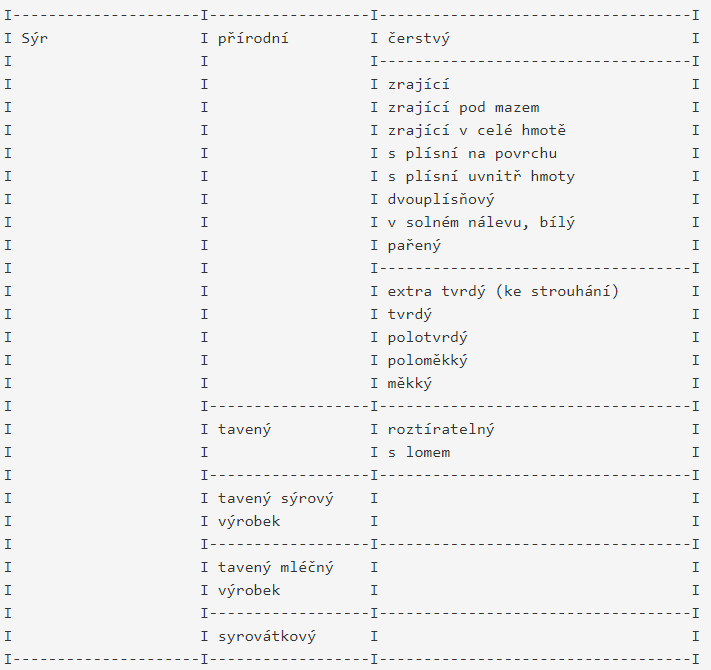 I---------------------I------------------I-----------------------------------I
I Sýr                 I přírodní         I čerstvý                           I
I                     I                  I-----------------------------------I
I                     I                  I zrající                           I
I                     I                  I zrající pod mazem                 I
I                     I                  I zrající v celé hmotě              I
I                     I                  I s plísní na povrchu               I
I                     I                  I s plísní uvnitř hmoty             I
I                     I                  I dvouplísňový                      I
I                     I                  I v solném nálevu, bílý             I
I                     I                  I pařený                            I
I                     I                  I-----------------------------------I
I                     I                  I extra tvrdý (ke strouhání)        I
I                     I                  I tvrdý                             I
I                     I                  I polotvrdý                         I
I                     I                  I poloměkký                         I
I                     I                  I měkký                             I
I                     I------------------I-----------------------------------I
I                     I tavený           I roztíratelný                      I
I                     I                  I s lomem                           I
I                     I------------------I-----------------------------------I
I                     I tavený sýrový    I                                   I
I                     I výrobek          I                                   I
I                     I------------------I-----------------------------------I
I                     I tavený mléčný    I                                   I
I                     I výrobek          I                                   I
I                     I------------------I-----------------------------------I
I                     I syrovátkový      I                                   I
I---------------------I------------------I-----------------------------------I